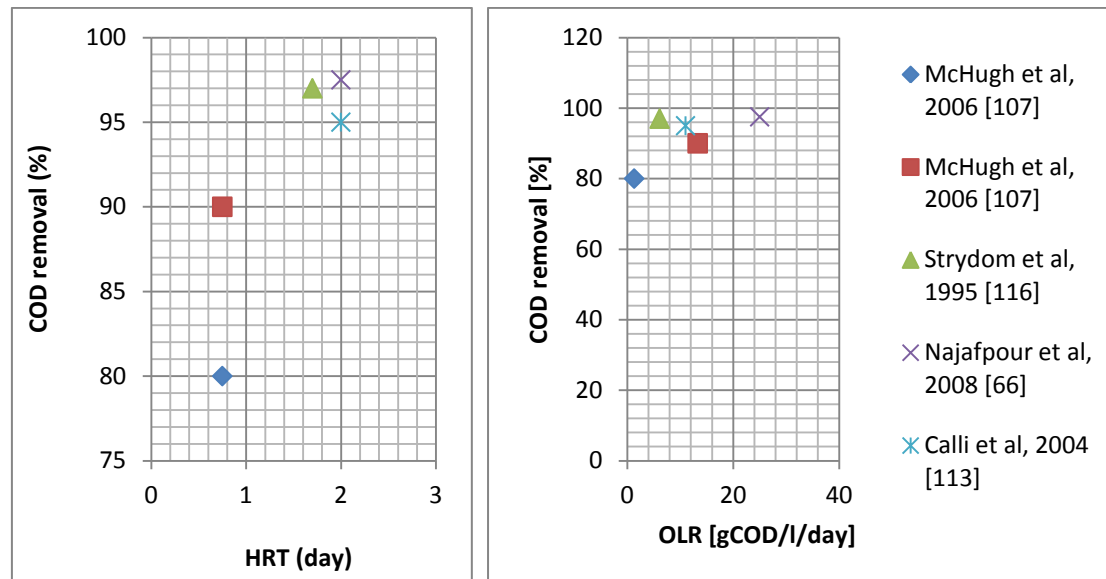 100
95
90
85
80
75
COD removal (%)
0 1 2 3
HRT (day)
120
100
80
60
40
20
0
COD removal [%]
0 20 40
OLR [gCOD/l/day]
McHugh et al,
2006 [107]
McHugh et al,
2006 [107]
Strydom et al,
1995 [116]
Najafpour et al,
2008 [66]
Calli et al, 2004
[113]